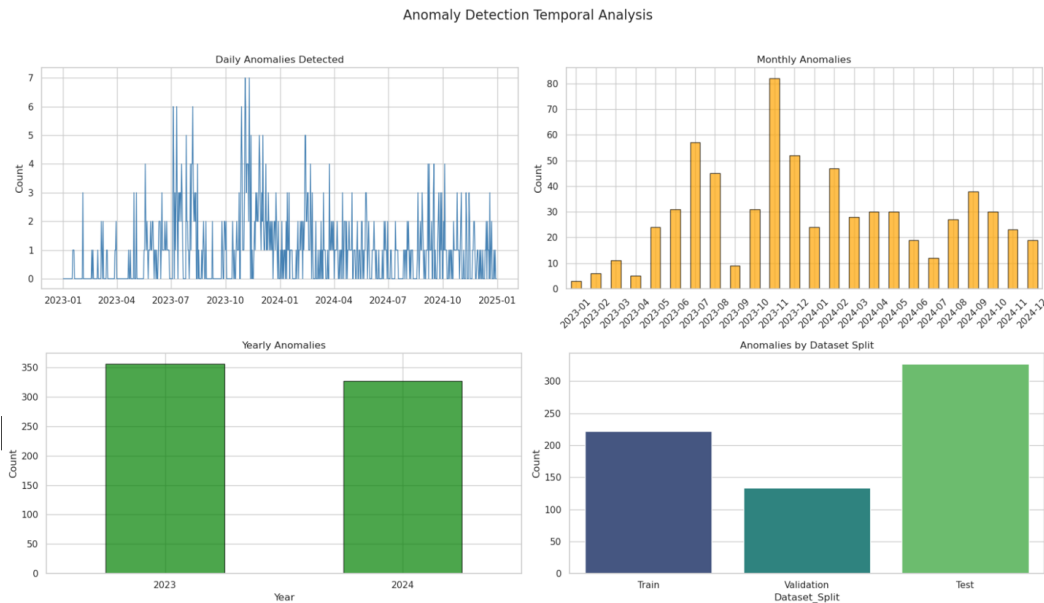 Anomaly Detection Temporal Analysis
Daily Anomalies Detected
Count
7
6
5
4
3
2
1
0
2023-01 2023-04 2023-07 2023-10 2024-01 2024-04 2024-07 2024-10 2025-01
Monthly Anomalies
Count
80
70
60
50
40
30
20
10
0
2023-01 2023-02 2023-03 2023-04 2023-05 2023-06 2023-07 2023-08 2023-09 2023-10 2023-11 2023-12 2024-01 2024-02 2024-03 2024-04 2024-05 2024-06 2024-07 2024-08 2024-09 2024-10 2024-11 2024-12
Yearly Anomalies
Count
350
300
250
200
150
100
50
0
2023 2024
Year
Anomalies by Dataset Split
Count
300
250
200
150
100
50
0
Train Validation Test
Dataset_Split